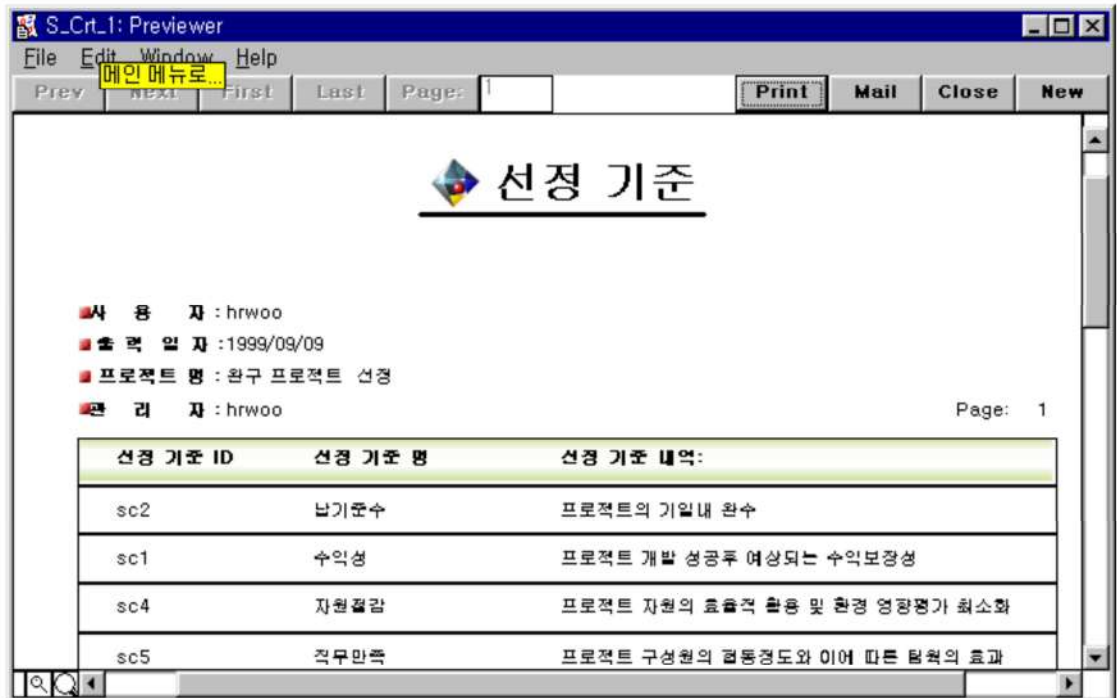 S_Crt_1: Previewer
File Edit Window Help
메인 메뉴로...
Prev Next First Last Page: 1 Print Mail Close New
선정 기준
사 용 자 : hrwoo
출 력 일 자 :1999/09/09
프로젝트 명 : 완구 프로젝트 선정
관 리 자 : hrwoo Page: 1
선정 기준 ID 선정 기준 명 선정 기준 내역:
sc2 납기준수 프로젝트의 기일내 완수
sc1 수익성 프로젝트 개발 성공후 예상되는 수익보장성
sc4 자원절감 프로젝트 자원의 효율적 활용 및 환경 영향평가 최소화
sc5 직무만족 프로젝트 구성원의 협동정도와 이에 따른 팀웍의 효과